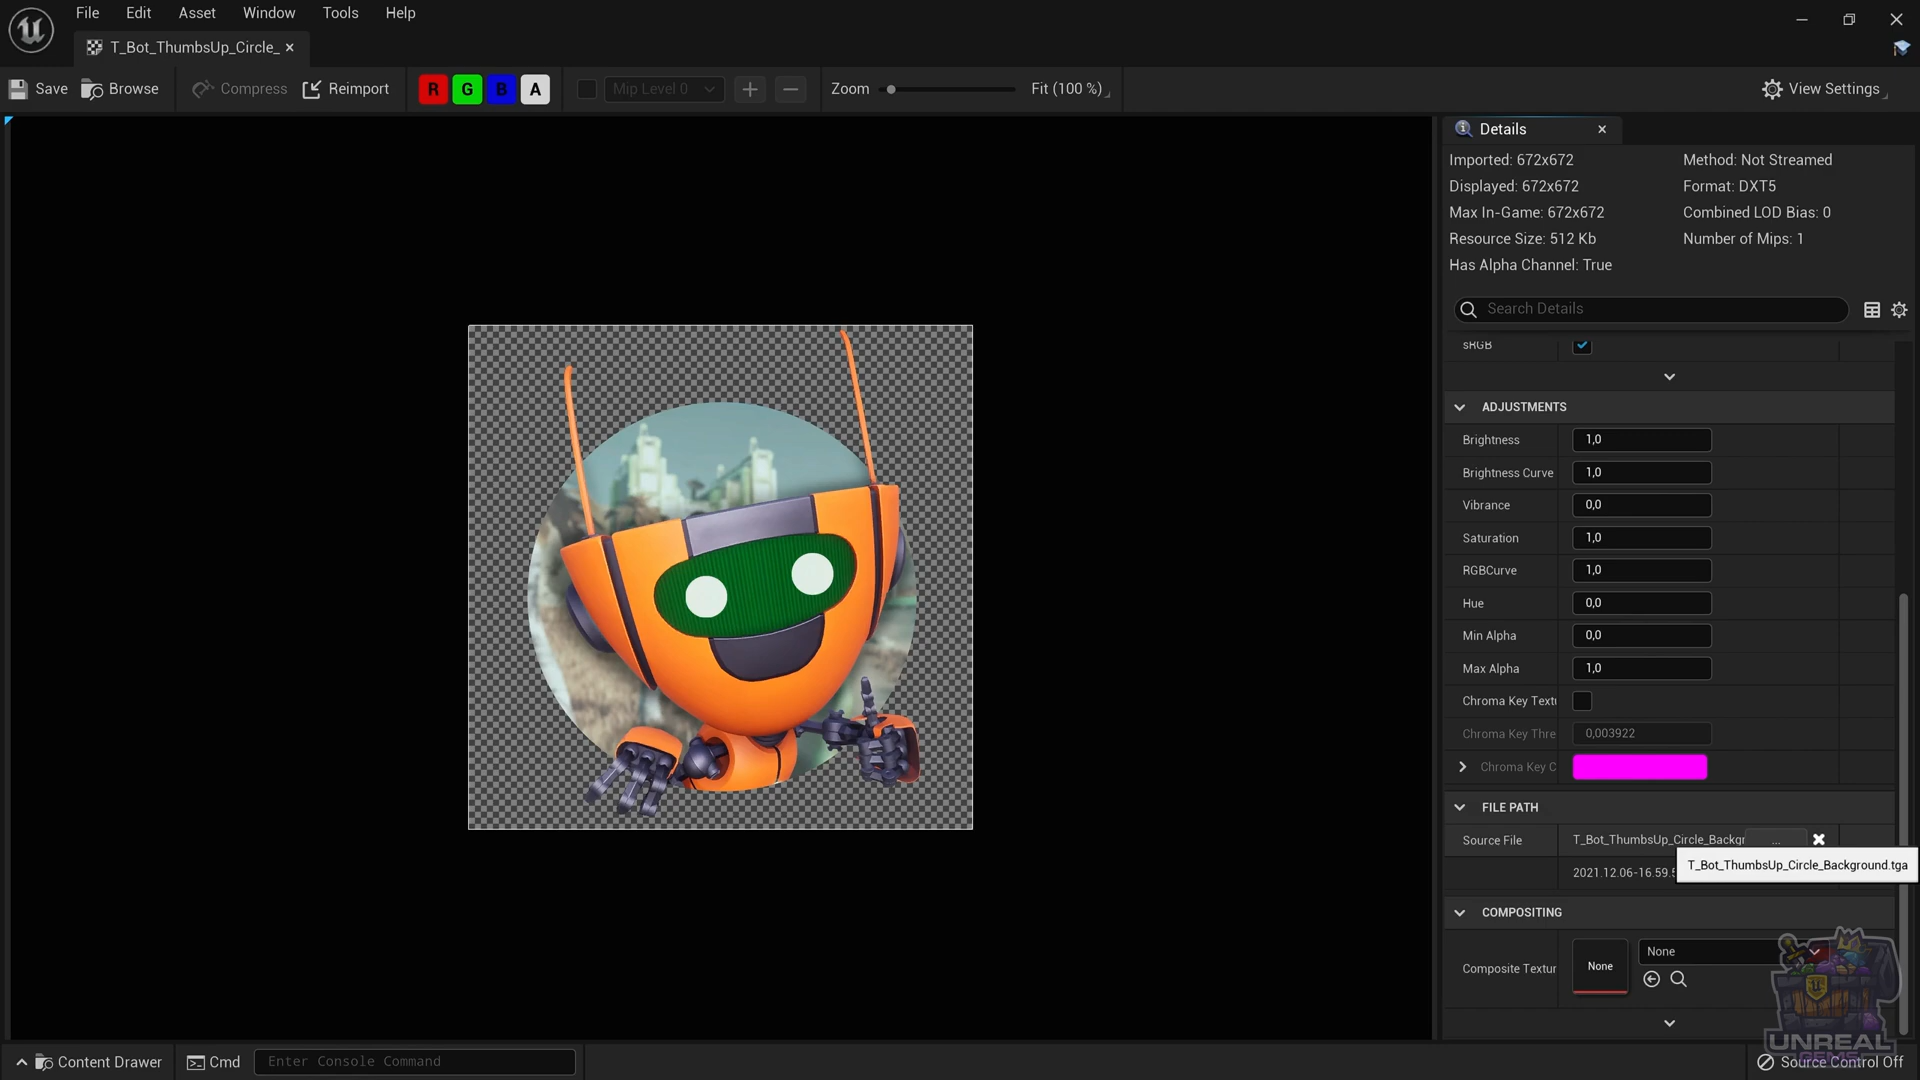 File Edit Asset Window Tools Help
T_Bot_ThumbsUp_Circle_
Save Browse Compress Reimport R G B A Mip Level 0 Zoom Fit (100 %) View Settings
Details
Imported: 672x672 Method: Not Streamed
Displayed: 672x672 Format: DXT5
Max In-Game: 672x672 Combined LOD Bias: 0
Resource Size: 512 Kb Number of Mips: 1
Has Alpha Channel: True
Search Details
sRGB
ADJUSTMENTS
Brightness 1,0
Brightness Curve 1,0
Vibrance 0,0
Saturation 1,0
RGBCurve 1,0
Hue 0,0
Min Alpha 0,0
Max Alpha 1,0
Chroma Key Textu
Chroma Key Thre 0,003922
Chroma Key C
FILE PATH
Source File T_Bot_ThumbsUp_Circle_Backgr ...
T_Bot_ThumbsUp_Circle_Background.tga
2021.12.06-16.59.5
COMPOSITING
Composite Textur None None
UNREAL
GEMS
Content Drawer Cmd Enter Console Command Source Control Off